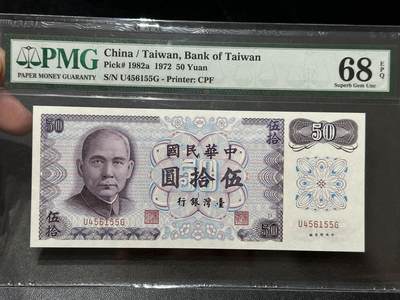 PMG
PAPER MONEY GUARANTY
China / Taiwan, Bank of Taiwan
Pick# 1982a 1972 50 Yuan
S/N U456155G - Printer: CPF
68 EPQ
Superb Gem Unc
50
伍拾
50
國民華中
圓拾伍
行銀灣臺
U456155G
伍拾
U456155G
50